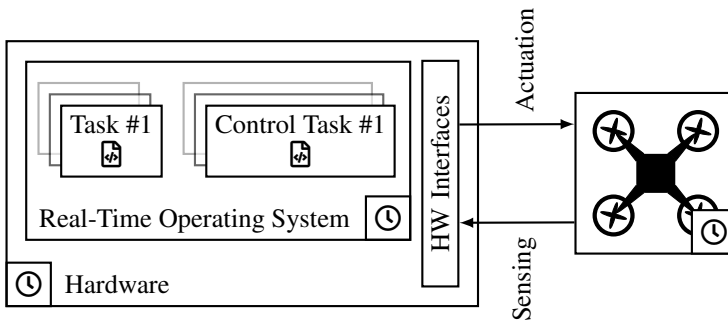 Task #1
Control Task #1
Real-Time Operating System
Hardware
HW Interfaces
Actuation
Sensing